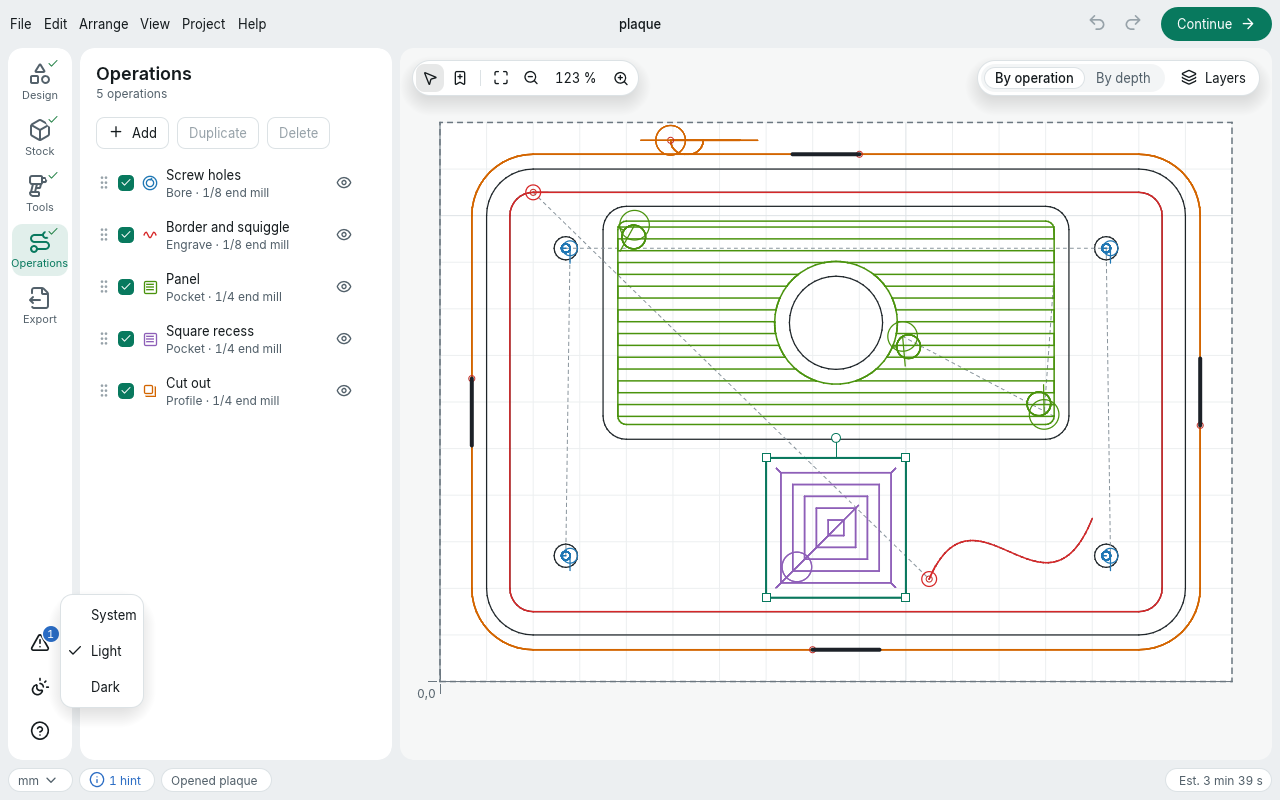 File Edit Arrange View Project Help
plaque
Continue
Design
Stock
Tools
Operations
Export
1
Operations
5 operations
Add
Duplicate
Delete
Screw holes
Bore · 1/8 end mill
Border and squiggle
Engrave · 1/8 end mill
Panel
Pocket · 1/4 end mill
Square recess
Pocket · 1/4 end mill
Cut out
Profile · 1/4 end mill
System
Light
Dark
123 %
By operation
By depth
Layers
0,0
mm
1 hint
Opened plaque
Est. 3 min 39 s